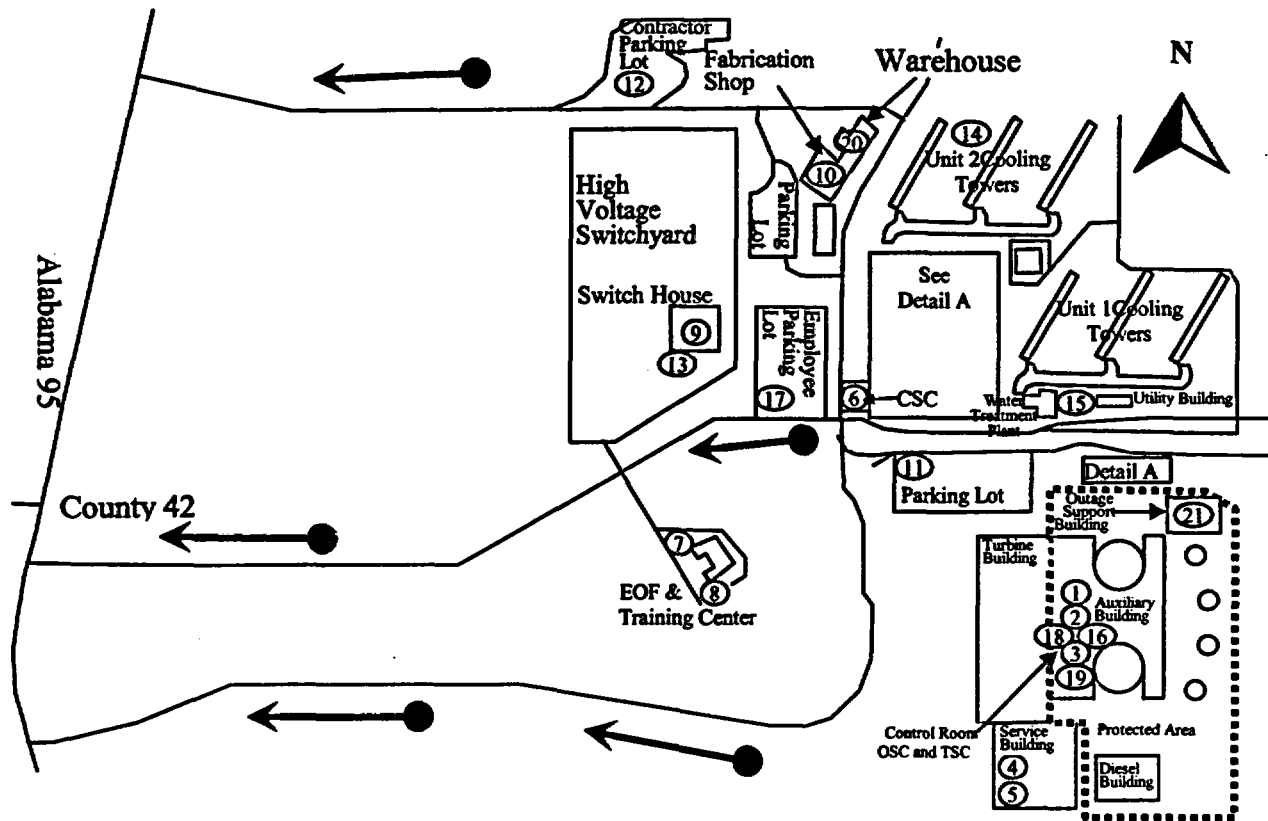 Contractor
Parking
Lot
12
Fabrication
Shop
Warehouse
N
20
10
14
Unit 2Cooling
Towers
High
Voltage
Switchyard
Parking
Lot
See
Detail A
Alabama 95
Switch House
9
13
Employee
Parking
Lot
17
6
CSC
Unit 1Cooling
Towers
Water
Treatment
Plant
15
Utility Building
11
Parking Lot
Detail A
County 42
7
8
EOF &
Training Center
Outage
Support
Building
21
Turbine
Building
1
2
Auxiliary
Building
18
16
3
19
Control Room
OSC and TSC
Service
Building
4
5
Protected Area
Diesel
Building